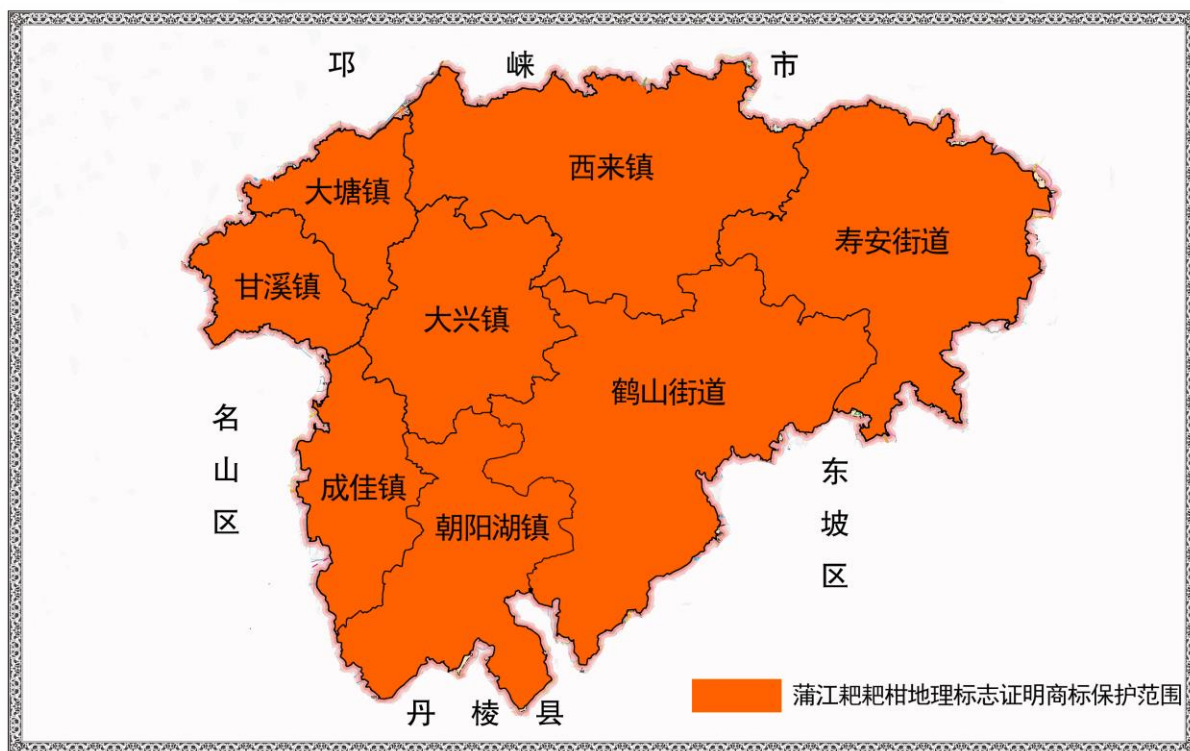 邛崃市
西来镇
大塘镇
寿安街道
甘溪镇
大兴镇
鹤山街道
名山区
成佳镇
东坡区
朝阳湖镇
蒲江耙耙柑地理标志证明商标保护范围
丹棱县